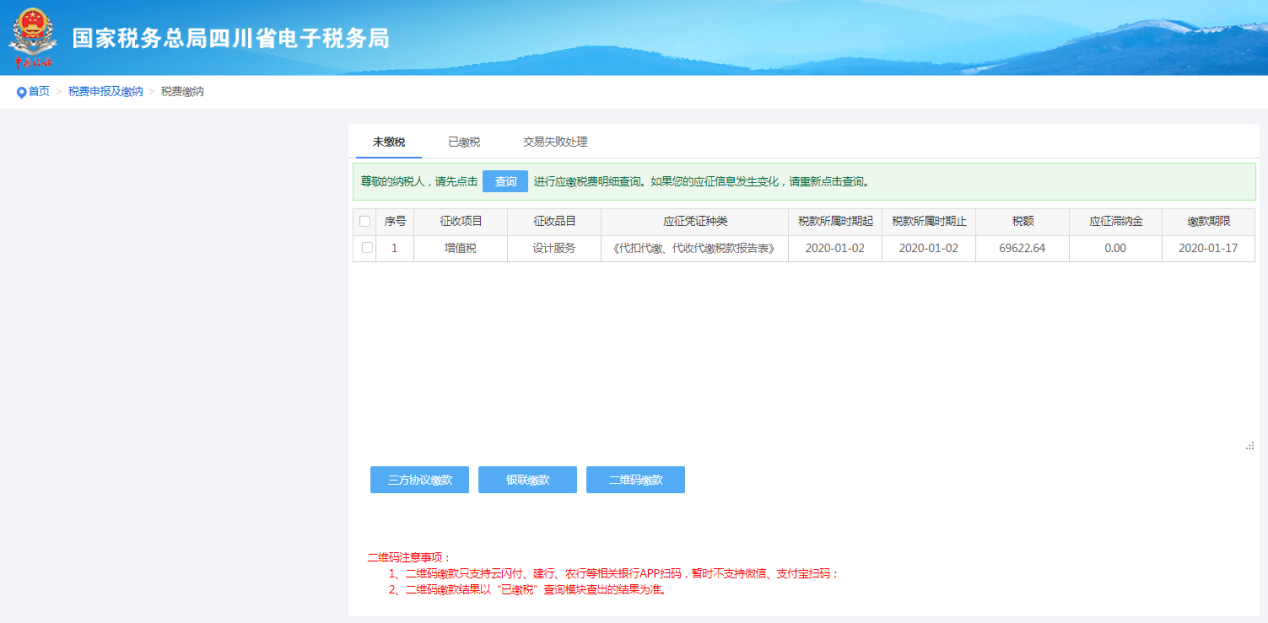 国家税务总局四川省电子税务局
中国税务
首页 > 税费申报及缴纳 > 税费缴纳
未缴税 已缴税 交易失败处理
尊敬的纳税人，请先点击 查询 进行应缴税费明细查询。如果您的应征信息发生变化，请重新点击查询。
序号 征收项目 征收品目 应征凭证种类 税款所属时期起 税款所属时期止 税额 应征滞纳金 缴款期限
1 增值税 设计服务 《代扣代缴、代收代缴税款报告表》 2020-01-02 2020-01-02 69622.64 0.00 2020-01-17
三方协议缴款 银联缴款 二维码缴款
二维码注意事项：
1、二维码缴款只支持云闪付、建行、农行等相关银行APP扫码，暂时不支持微信、支付宝扫码；
2、二维码缴款结果以“已缴税”查询模块查出的结果为准。